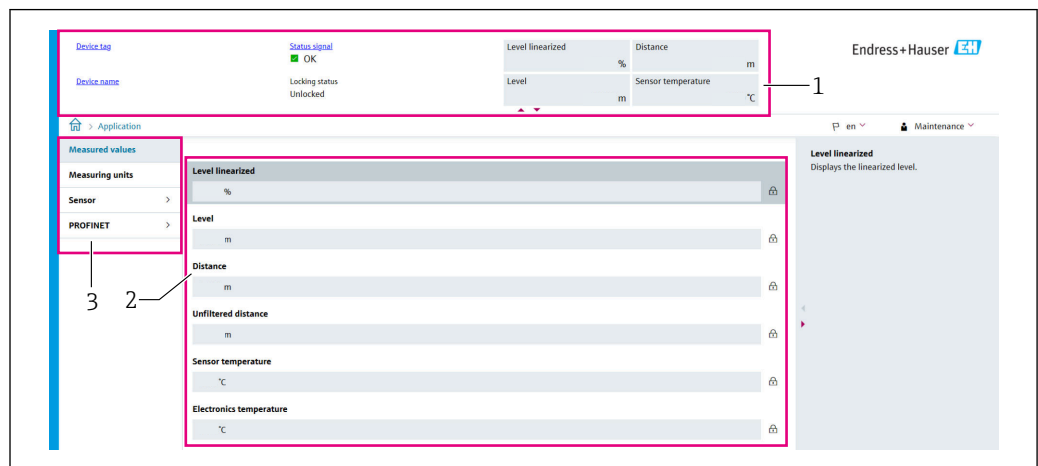 Device tag
Status signal
OK
Device name
Locking status
Unlocked
Level linearized
%
Distance
m
Level
m
Sensor temperature
°C
Endress+Hauser EH
1
> Application
en
Maintenance
Measured values
Measuring units
Sensor >
PROFINET >
3
2
Level linearized
%
Level
m
Distance
m
Unfiltered distance
m
Sensor temperature
°C
Electronics temperature
°C
Level linearized
Displays the linearized level.